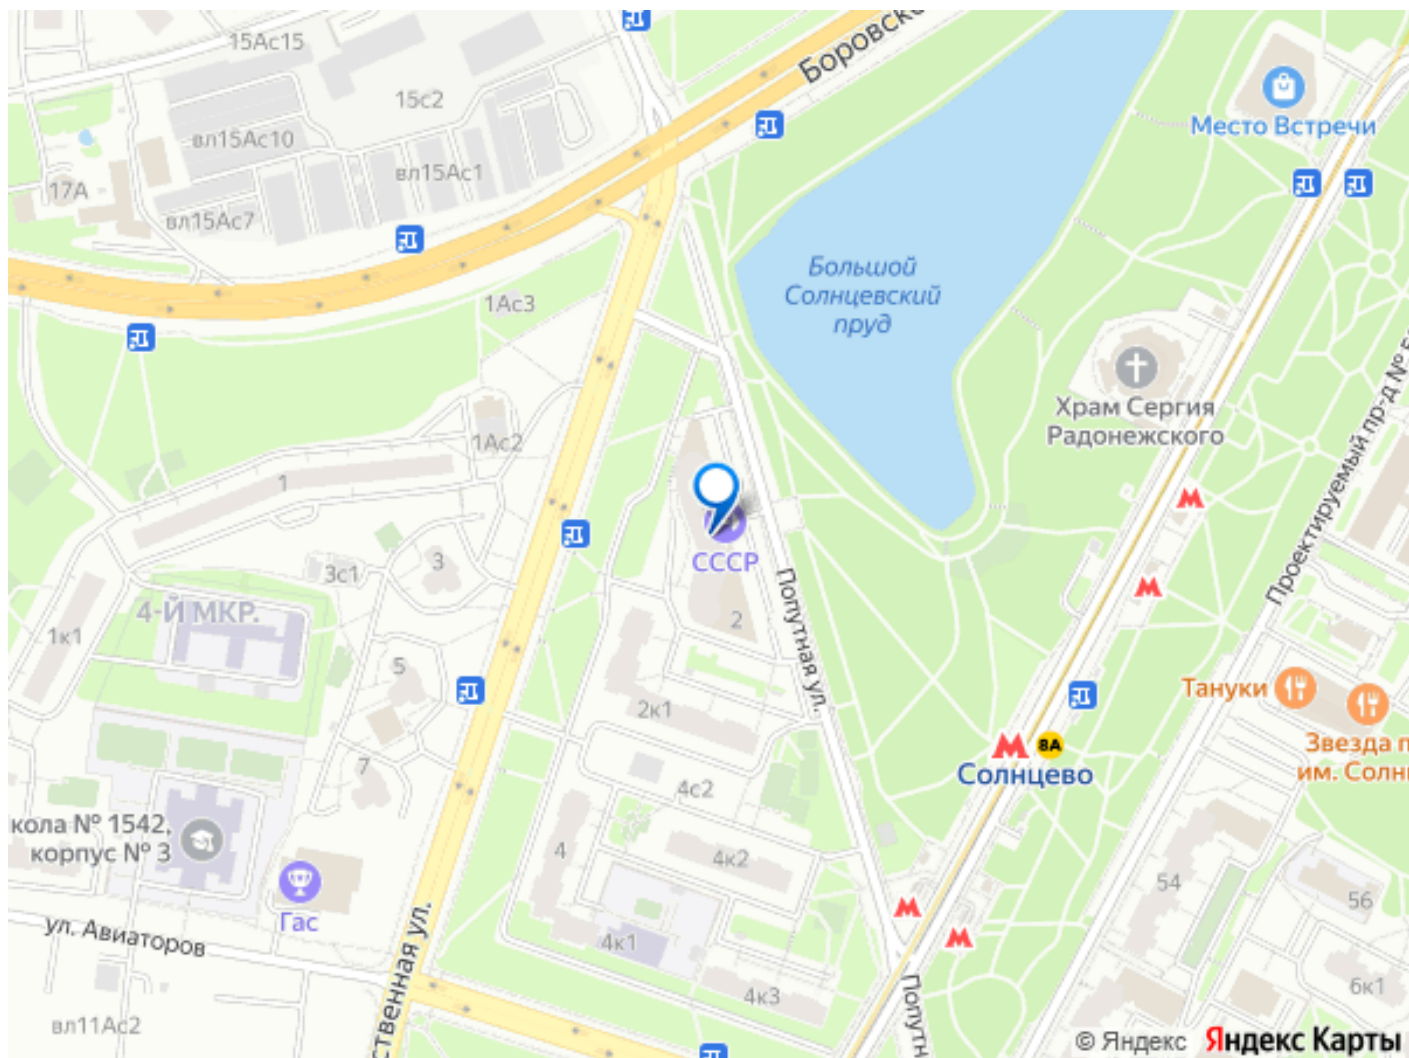 15Ас15
Боровско
15с2
Место Встречи
вл15Ас10
вл15Ас1
17А
вл15Ас7
Большой
Солнцевский
пруд
1Ас3
Храм Сергия
Радонежского
1Ас2
1
Проектируемый пр-д №
СССР
3
3с1
4-Й МКР.
1к1
2
Попутная ул.
5
Тануки
2к1
Звезда п
им. Солн
8А
Солнцево
7
4с2
кола № 1542,
корпус № 3
4
4к2
54
56
Гас
ул. Авиаторов
4к1
ственная ул.
4к3
6к1
Попутн
вл11Ас2
© Яндекс Яндекс Карты